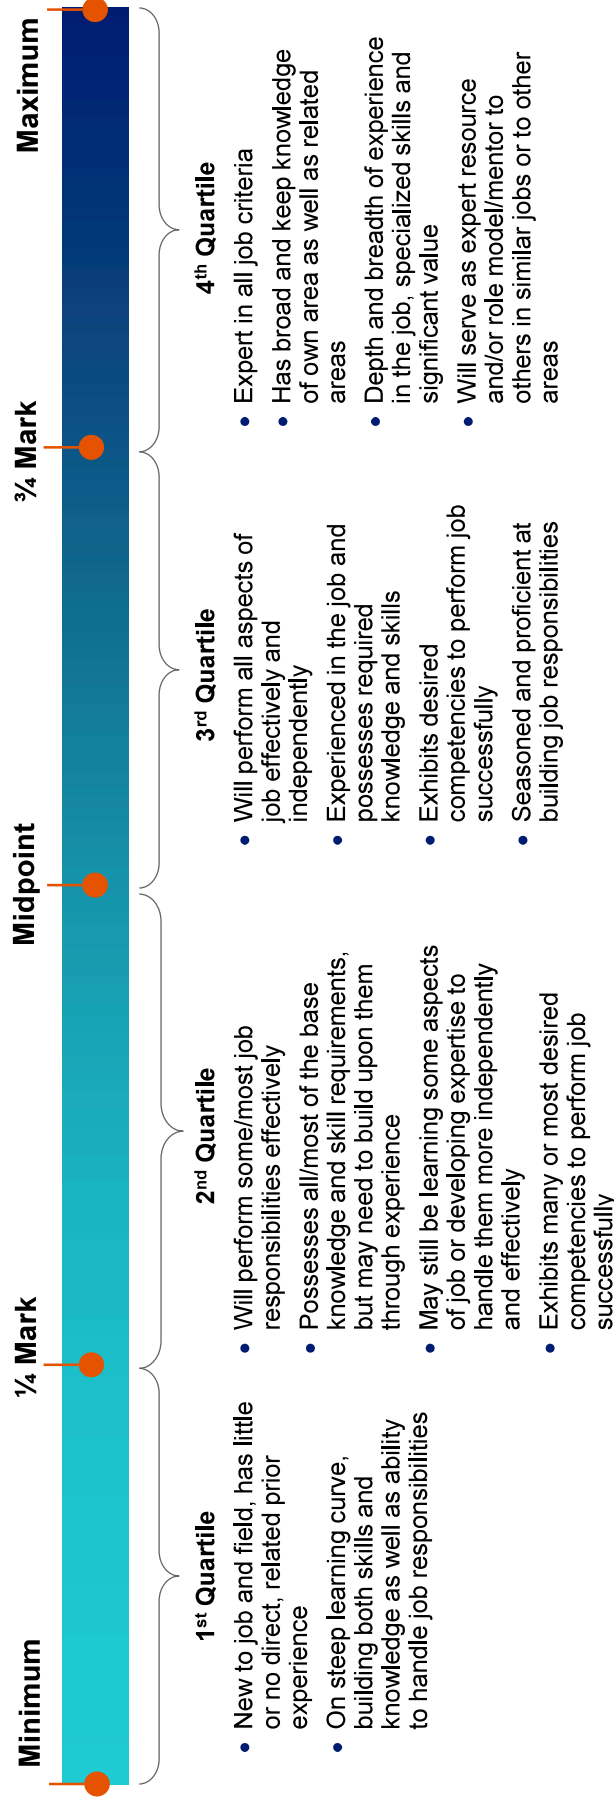 Minimum
¼ Mark
Midpoint
¾ Mark
Maximum
1st Quartile
• New to job and field, has little
or no direct, related prior
experience
• On steep learning curve,
building both skills and
knowledge as well as ability
to handle job responsibilities
2nd Quartile
• Will perform some/most job
responsibilities effectively
• Possesses all/most of the base
knowledge and skill requirements,
but may need to build upon them
through experience
• May still be learning some aspects
of job or developing expertise to
handle them more independently
and effectively
• Exhibits many or most desired
competencies to perform job
successfully
3rd Quartile
• Will perform all aspects of
job effectively and
independently
• Experienced in the job and
possesses required
knowledge and skills
• Exhibits desired
competencies to perform job
successfully
• Seasoned and proficient at
building job responsibilities
4th Quartile
• Expert in all job criteria
• Has broad and keep knowledge
of own area as well as related
areas
• Depth and breadth of experience
in the job, specialized skills and
significant value
• Will serve as expert resource
and/or role model/mentor to
others in similar jobs or to other
areas